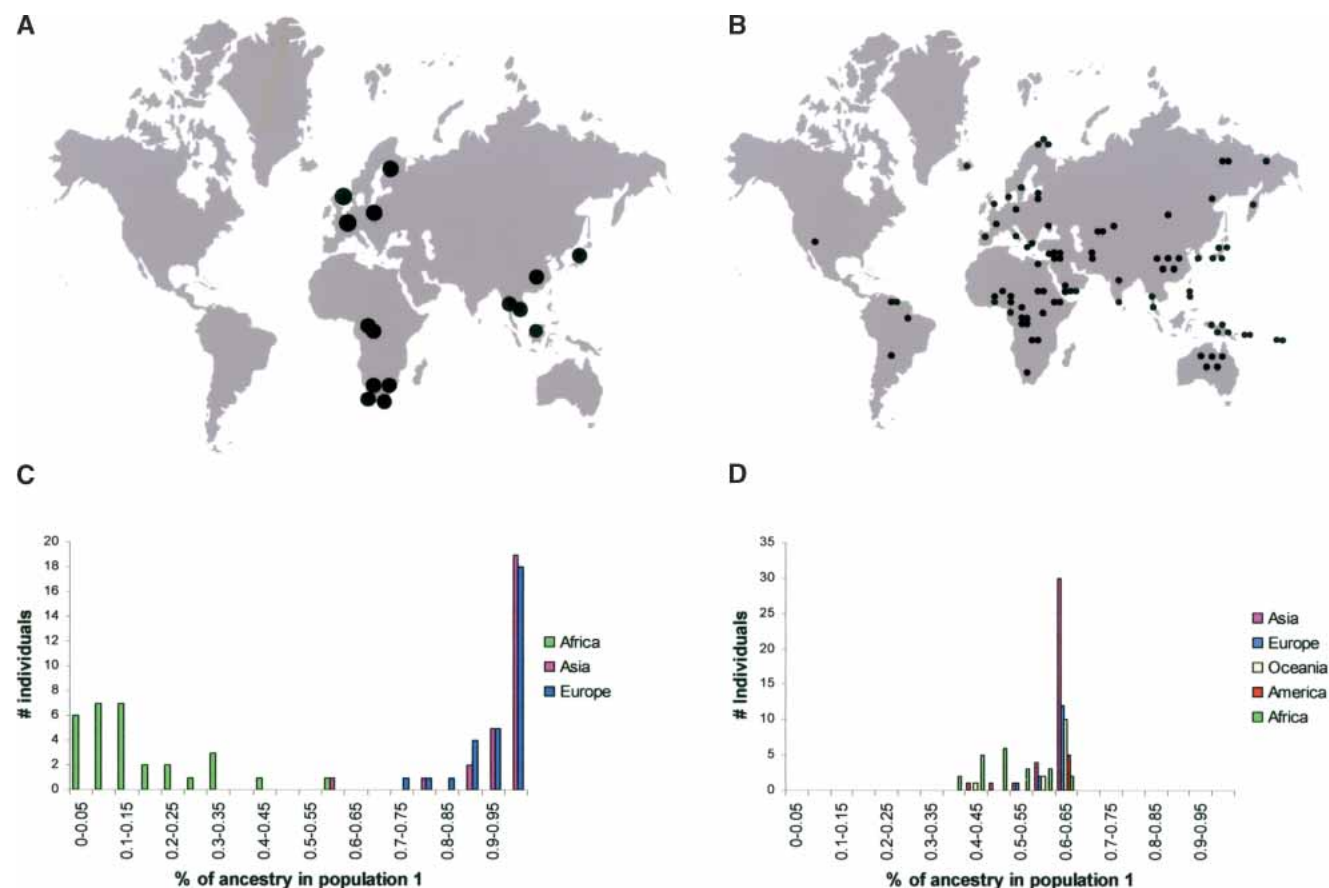 A
B
C
20
18
16
14
12
10
8
6
4
2
0
# individuals
0-0.05
0.1-0.15
0.2-0.25
0.3-0.35
0.4-0.45
0.5-0.55
0.6-0.65
0.7-0.75
0.8-0.85
0.9-0.95
% of ancestry in population 1
Africa
Asia
Europe
D
35
30
25
20
15
10
5
0
# Individuals
0-0.05
0.1-0.15
0.2-0.25
0.3-0.35
0.4-0.45
0.5-0.55
0.6-0.65
0.7-0.75
0.8-0.85
0.9-0.95
% of ancestry in population 1
Asia
Europe
Oceania
America
Africa